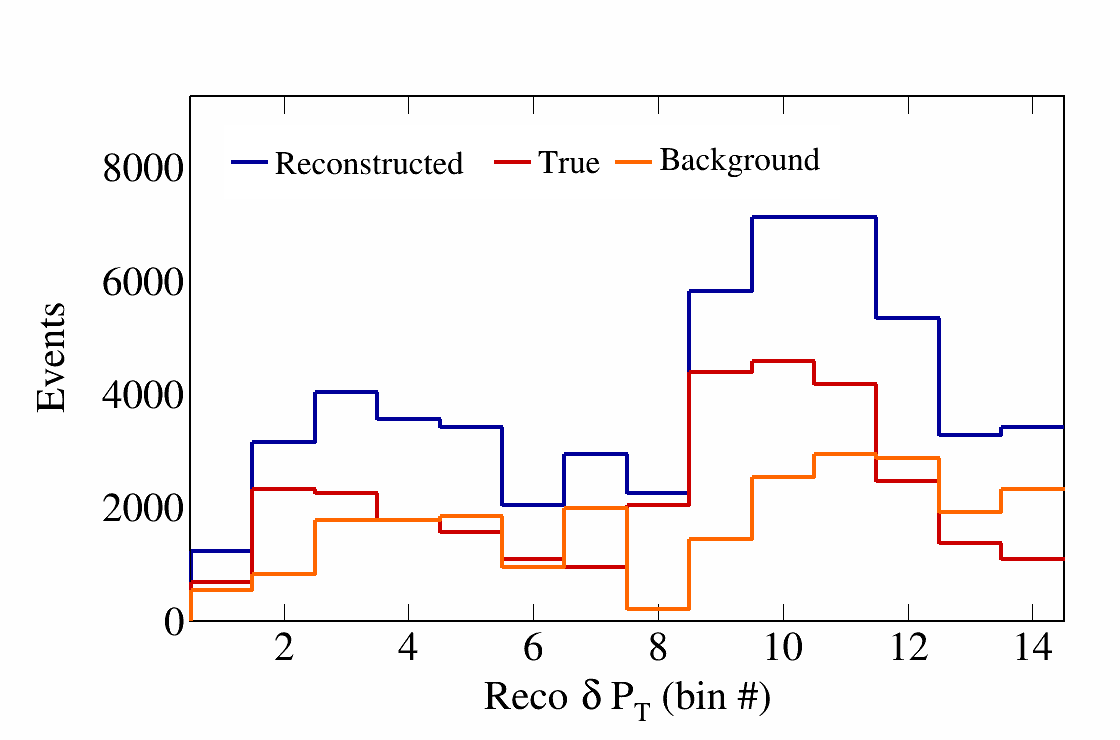 Reconstructed True Background
8000
6000
4000
2000
0
Events
2 4 6 8 10 12 14
Reco δ P_T (bin #)